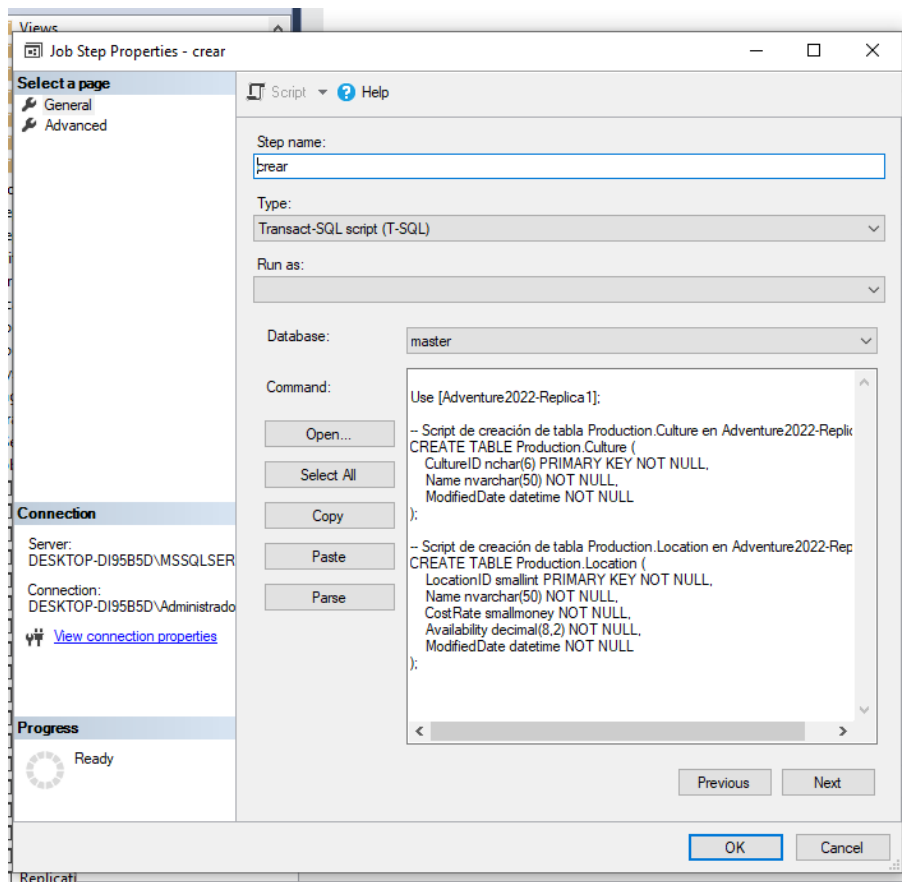 Views
Job Step Properties - crear
Select a page
General
Advanced
Script
Help
Step name:
crear
Type:
Transact-SQL script (T-SQL)
Run as:
Database:
master
Command:
Open...
Select All
Copy
Paste
Parse
Use [Adventure2022-Replica1];
-- Script de creación de tabla Production.Culture en Adventure2022-Replic
CREATE TABLE Production.Culture (
CultureID nchar(6) PRIMARY KEY NOT NULL,
Name nvarchar(50) NOT NULL,
ModifiedDate datetime NOT NULL
);
-- Script de creación de tabla Production.Location en Adventure2022-Rep
CREATE TABLE Production.Location (
LocationID smallint PRIMARY KEY NOT NULL,
Name nvarchar(50) NOT NULL,
CostRate smallmoney NOT NULL,
Availability decimal(8,2) NOT NULL,
ModifiedDate datetime NOT NULL
);
Connection
Server:
DESKTOP-DI95B5D\MSSQLSER
Connection:
DESKTOP-DI95B5D\Administrado
View connection properties
Progress
Ready
Previous
Next
OK
Cancel
Replicati